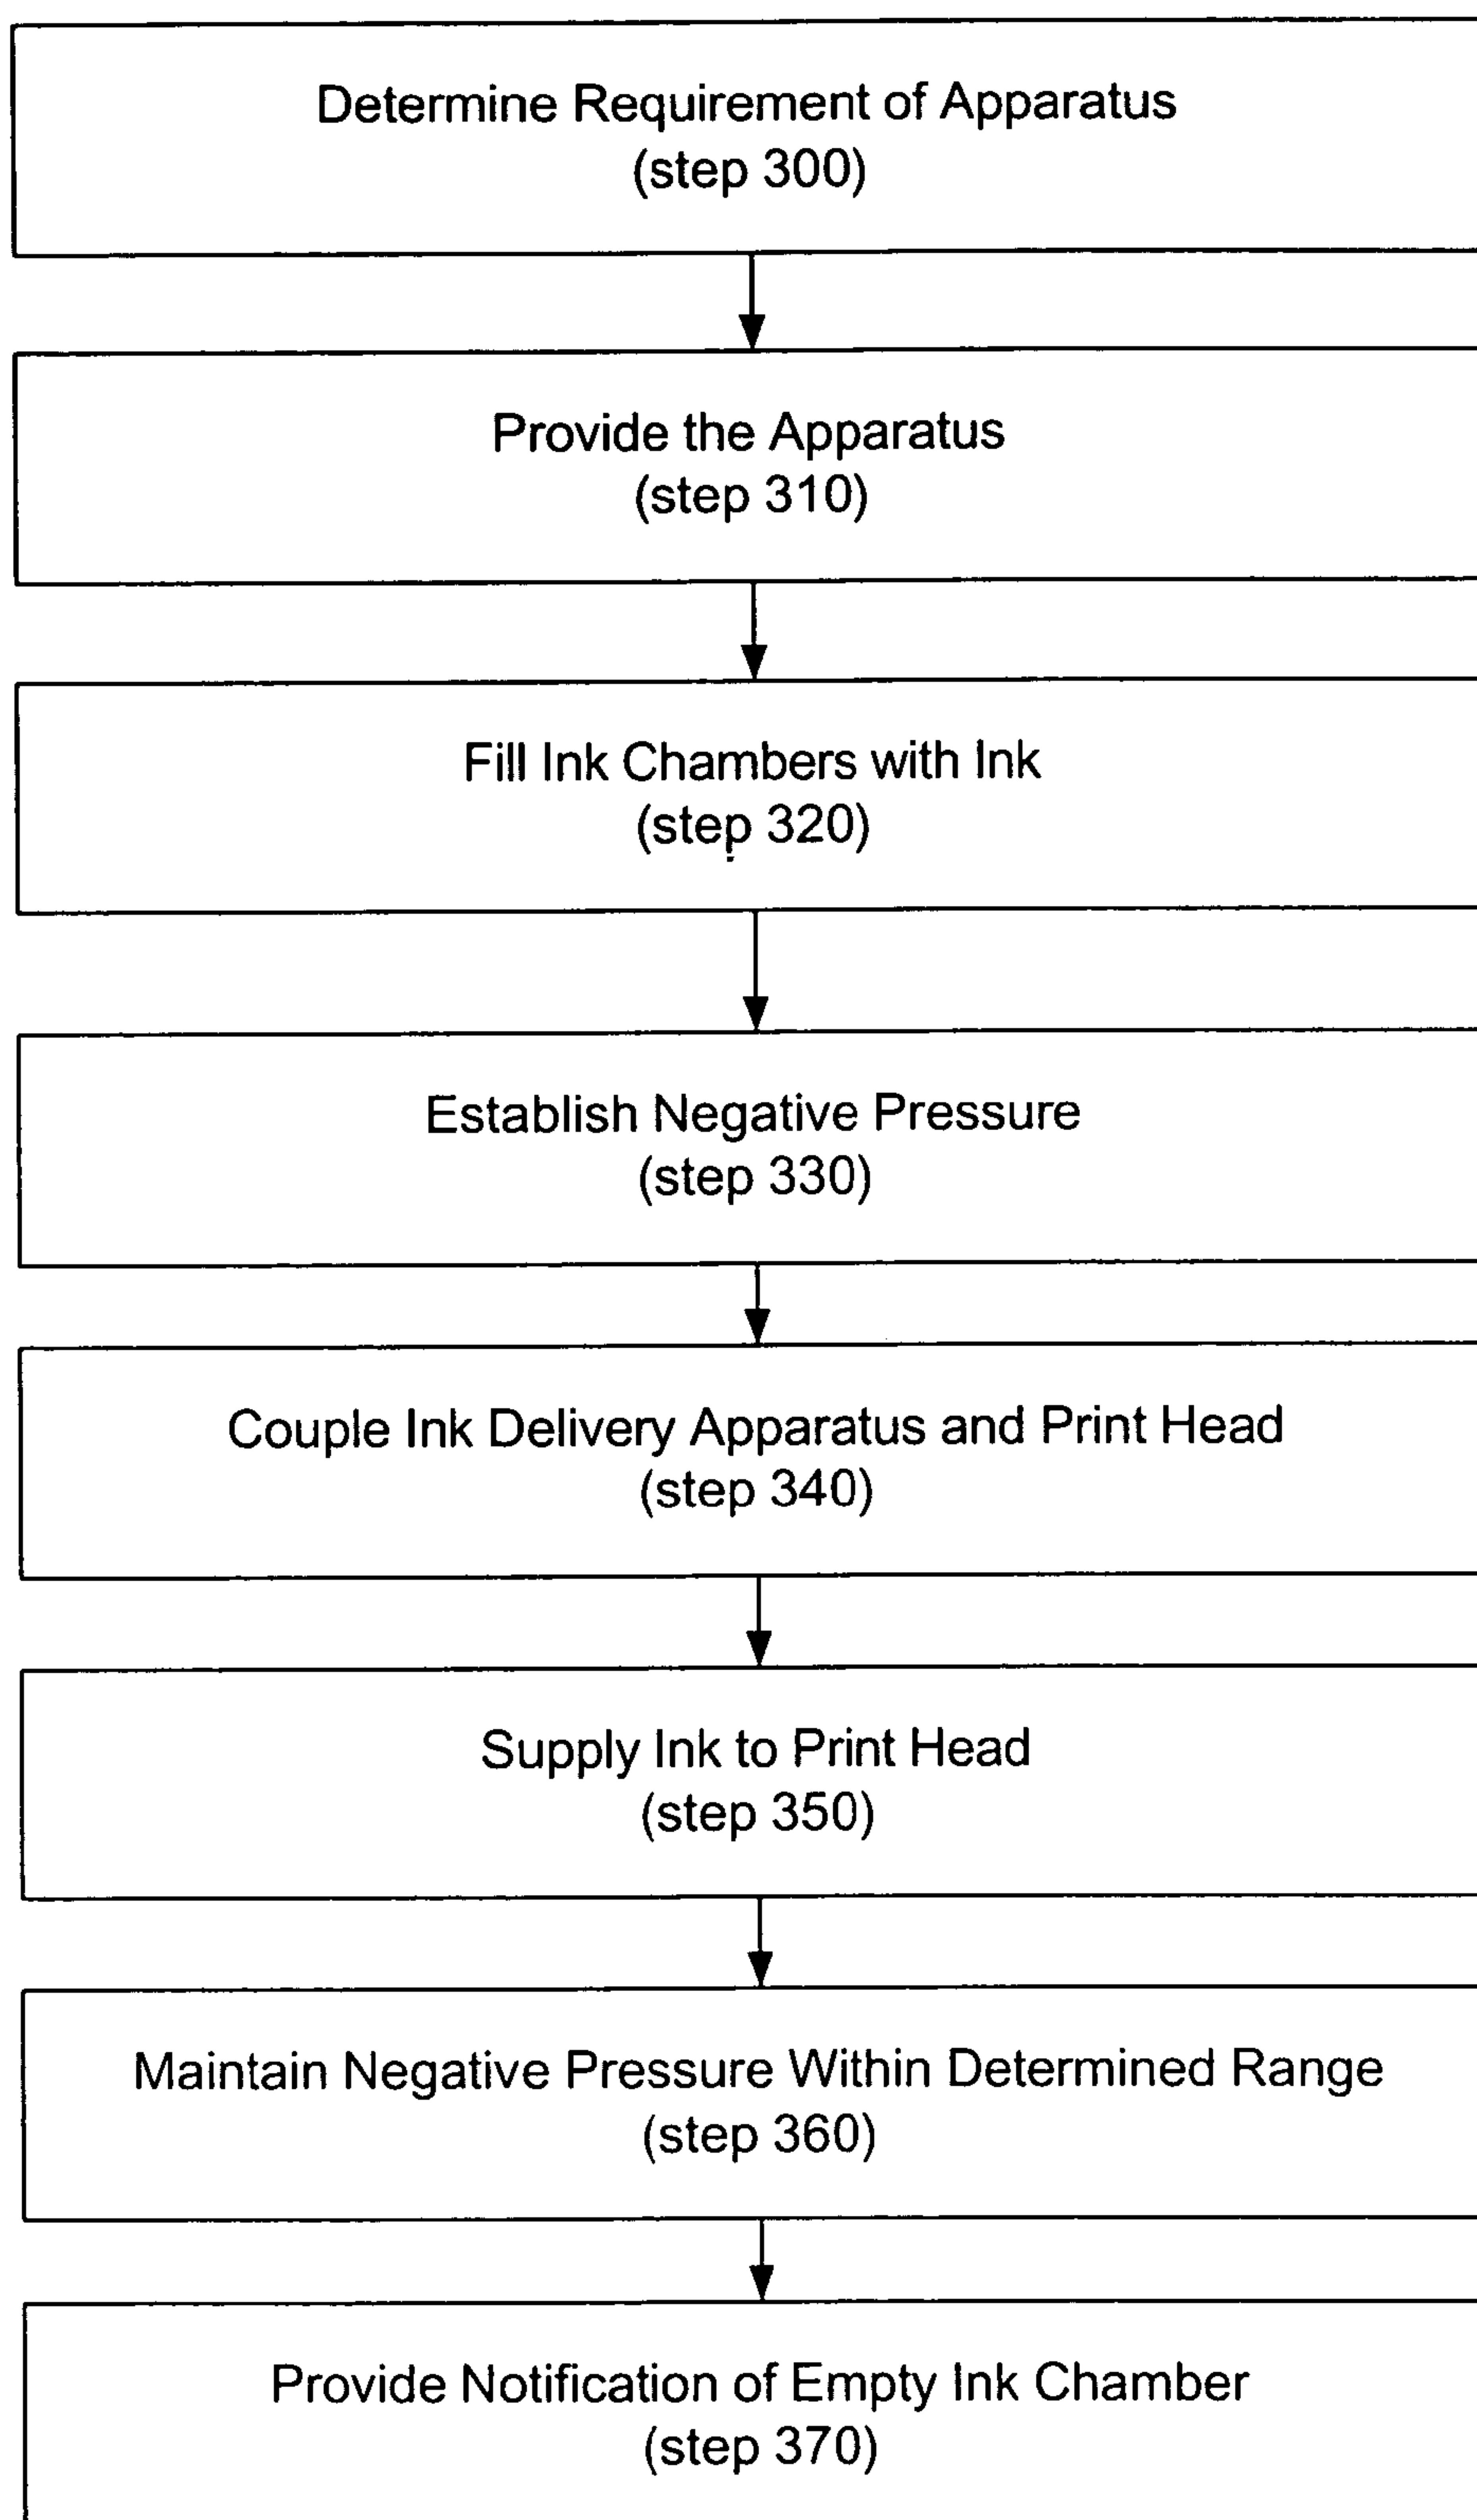 Determine Requirement of Apparatus
(step 300)
Provide the Apparatus
(step 310)
Fill Ink Chambers with Ink
(step 320)
Establish Negative Pressure
(step 330)
Couple Ink Delivery Apparatus and Print Head
(step 340)
Supply Ink to Print Head
(step 350)
Maintain Negative Pressure Within Determined Range
(step 360)
Provide Notification of Empty Ink Chamber
(step 370)